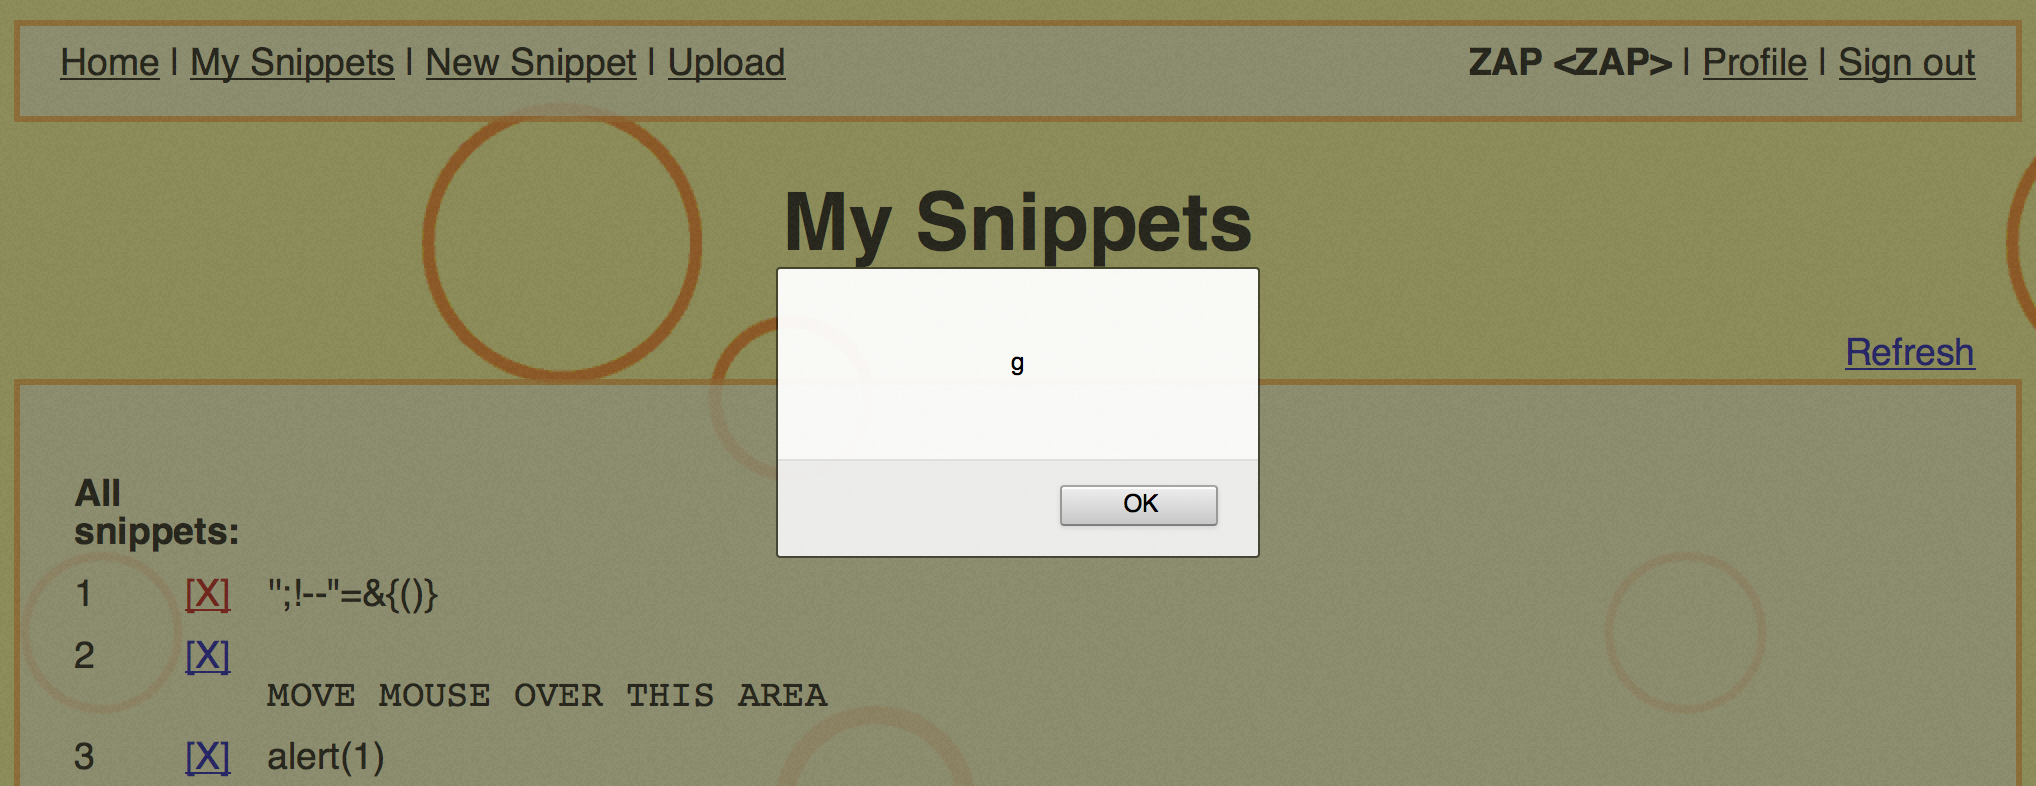 Home | My Snippets | New Snippet | Upload
ZAP <ZAP> | Profile | Sign out
My Snippets
g
OK
Refresh
All
snippets:
1 [X] ";!--"=&{()}
2 [X]
MOVE MOUSE OVER THIS AREA
3 [X] alert(1)